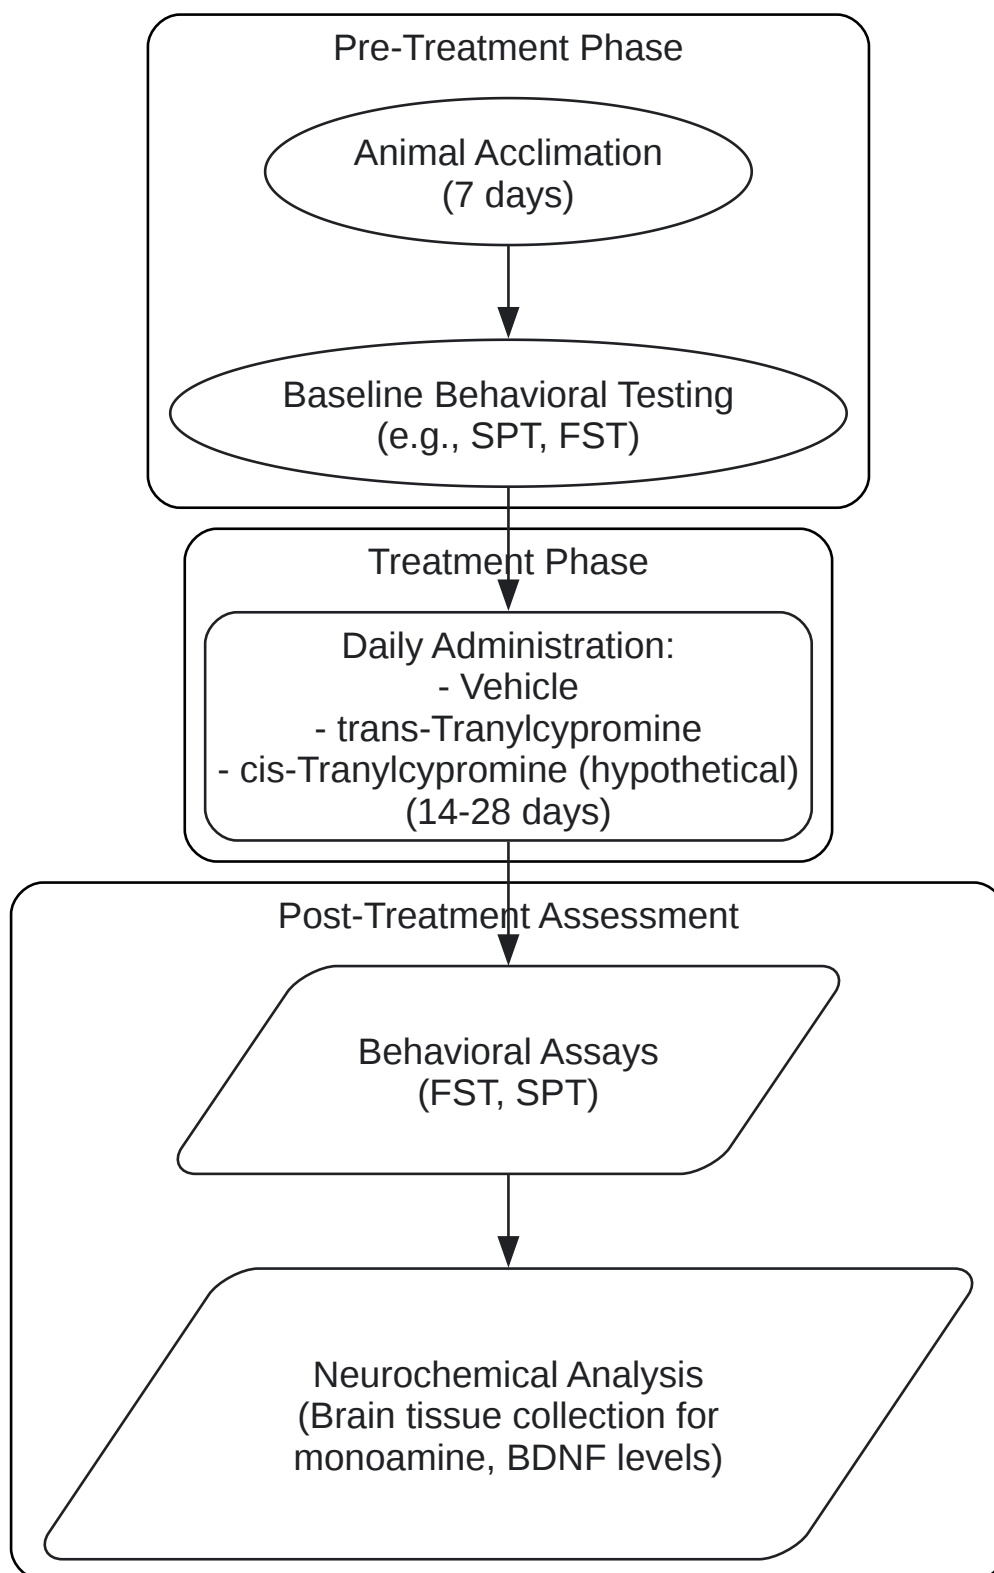 Pre-Treatment Phase
Animal Acclimation
(7 days)
Baseline Behavioral Testing
(e.g., SPT, FST)
Treatment Phase
Daily Administration:
- Vehicle
- trans-Tranylcypromine
- cis-Tranylcypromine (hypothetical)
(14-28 days)
Post-Treatment Assessment
Behavioral Assays
(FST, SPT)
Neurochemical Analysis
(Brain tissue collection for
monoamine, BDNF levels)